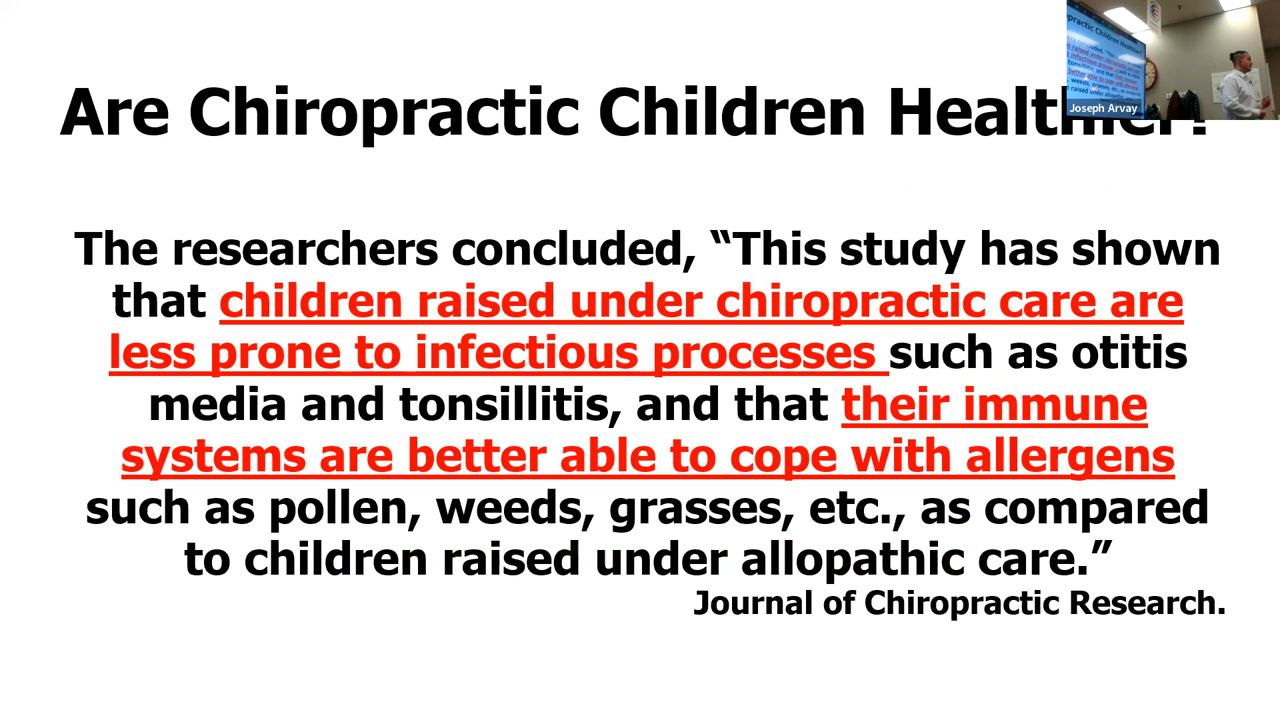 Are Chiropractic Children Healthier?
The researchers concluded, “This study has shown
that children raised under chiropractic care are
less prone to infectious processes such as otitis
media and tonsillitis, and that their immune
systems are better able to cope with allergens
such as pollen, weeds, grasses, etc., as compared
to children raised under allopathic care.”
Journal of Chiropractic Research.
Joseph Arvay